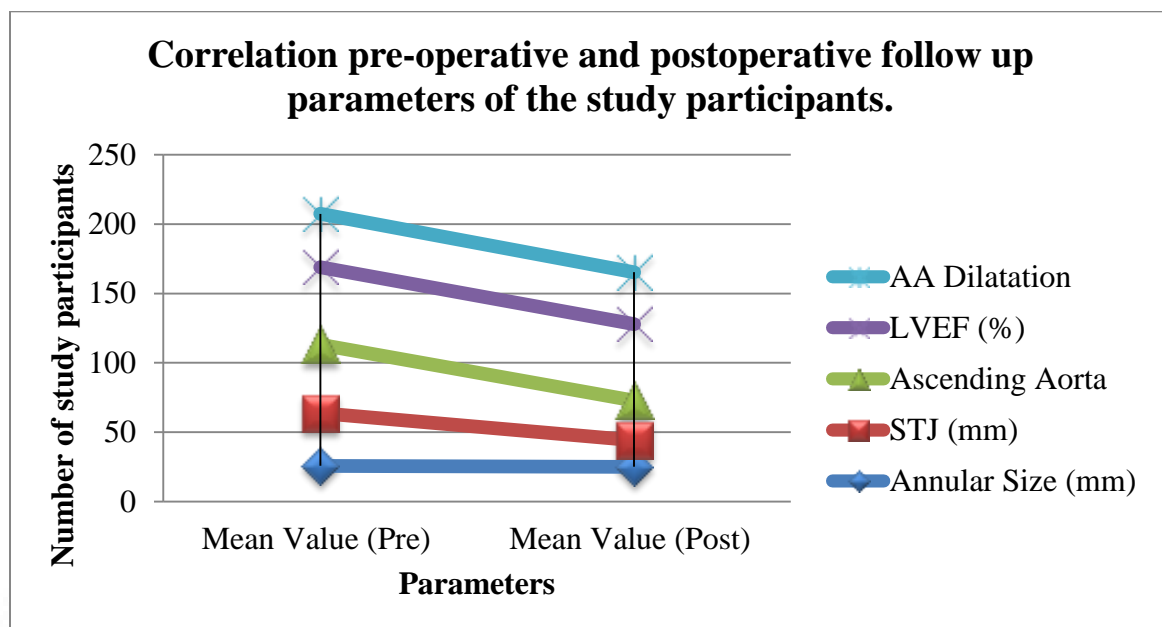 Correlation pre-operative and postoperative follow up
parameters of the study participants.
Number of study participants
250
200
150
100
50
0
Mean Value (Pre)
Mean Value (Post)
Parameters
AA Dilatation
LVEF (%)
Ascending Aorta
STJ (mm)
Annular Size (mm)